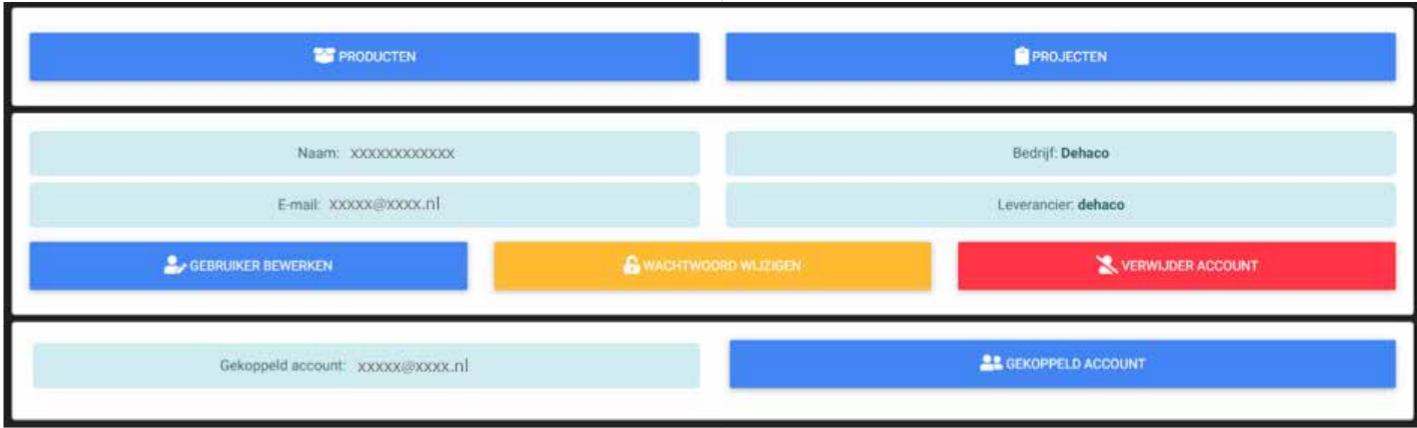 PRODUCTEN
PROJECTEN
Naam: xxxxxxxxxxxx
Bedrijf: Dehaco
E-mail: xxxxx@xxxx.nl
Leverancier: dehaco
GEBRUIKER BEWERKEN
WACHTWOORD WIJZIGEN
VERWIJDER ACCOUNT
Gekoppeld account: xxxxx@xxxx.nl
GEKOPPELD ACCOUNT